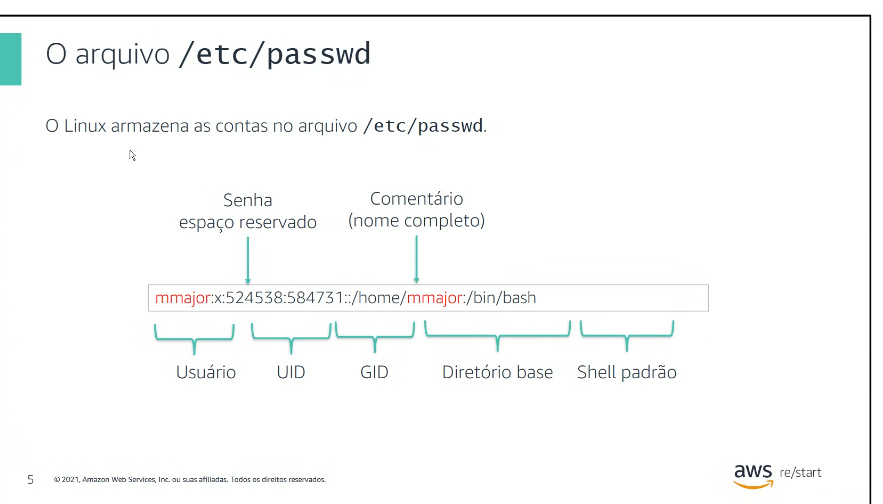 O arquivo /etc/passwd
O Linux armazena as contas no arquivo /etc/passwd.
Senha
espaço reservado
Comentário
(nome completo)
mmajor:x:524538:584731::/home/mmajor:/bin/bash
Usuário
UID
GID
Diretório base
Shell padrão
5
© 2021, Amazon Web Services, Inc. ou suas afiliadas. Todos os direitos reservados.
aws re/start